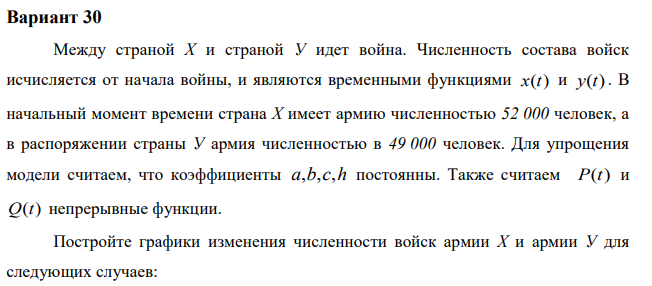 Вариант 30
Между страной X и страной У идет война. Численность состава войск
исчисляется от начала войны, и являются временными функциями x(t) и y(t). В
начальный момент времени страна X имеет армию численностью 52 000 человек, а
в распоряжении страны У армия численностью в 49 000 человек. Для упрощения
модели считаем, что коэффициенты a,b,c,h постоянны. Также считаем P(t) и
Q(t) непрерывные функции.
Постройте графики изменения численности войск армии X и армии У для
следующих случаев: